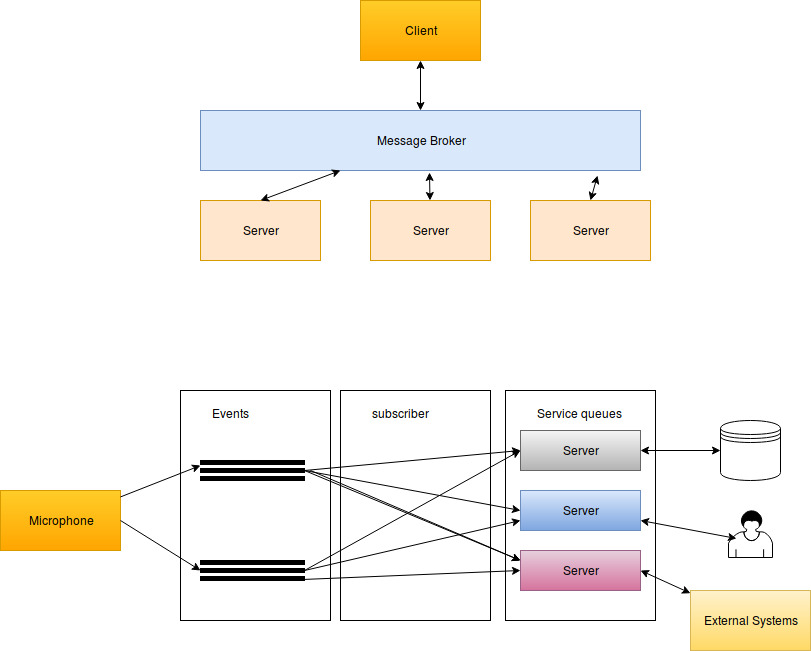 Client
Message Broker
Server
Server
Server
Events
subscriber
Service queues
Server
Microphone
Server
Server
External Systems